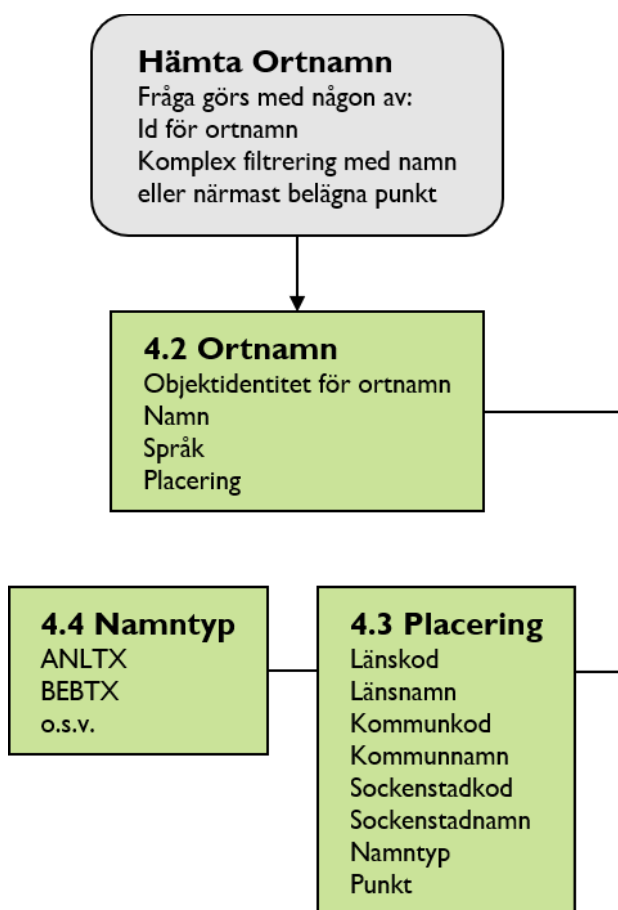 Hämta Ortnamn
Fråga görs med någon av:
Id för ortnamn
Komplex filtrering med namn
eller närmast belägna punkt
4.2 Ortnamn
Objektidentitet för ortnamn
Namn
Språk
Placering
4.4 Namntyp
ANLTX
BEBTX
o.s.v.
4.3 Placering
Länskod
Länsnamn
Kommunkod
Kommunnamn
Sockenstadkod
Sockenstadnamn
Namntyp
Punkt